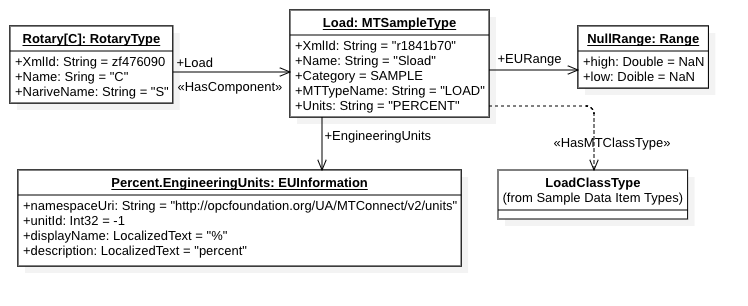 Rotary[C]: RotaryType
+XmlId: String = zf476090
+Name: Sring = "C"
+NariveName: String = "S"
+Load
«HasComponent»
Load: MTSampleType
+XmlId: String = "r1841b70"
+Name: String = "Sload"
+Category = SAMPLE
+MTTypeName: String = "LOAD"
+Units: String = "PERCENT"
+EURange
NullRange: Range
+high: Double = NaN
+low: Doible = NaN
+EngineeringUnits
«HasMTClassType»
Percent.EngineeringUnits: EUInformation
+namespaceUri: String = "http://opcfoundation.org/UA/MTConnect/v2/units"
+unitId: Int32 = -1
+displayName: LocalizedText = "%"
+description: LocalizedText = "percent"
LoadClassType
(from Sample Data Item Types)